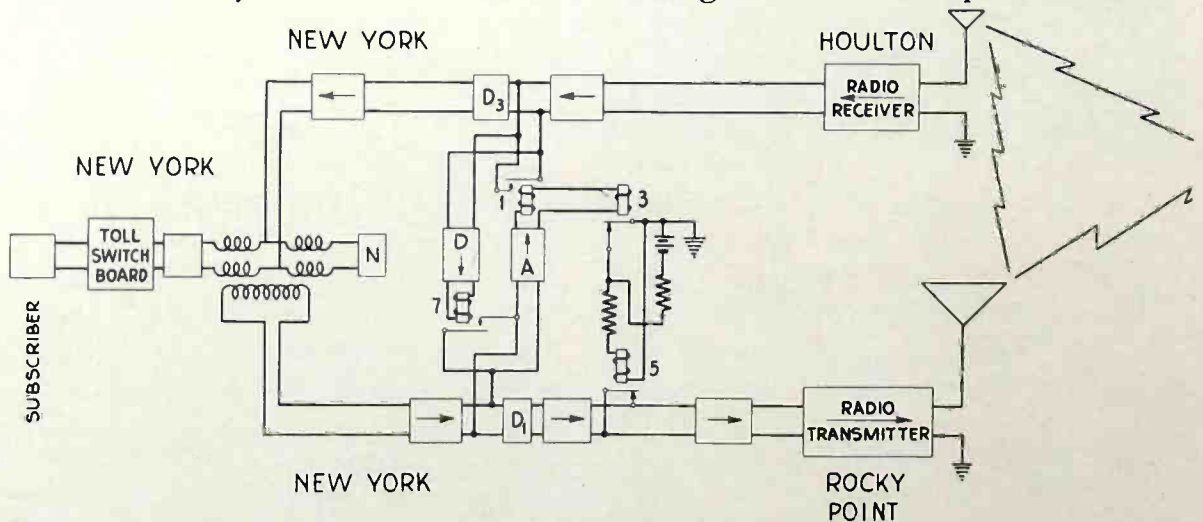 NEW YORK
HOULTON
D3
RADIO
RECEIVER
NEW YORK
1
3
TOLL
SWITCH
BOARD
N
D
A
7
5
SUBSCRIBER
D1
RADIO
TRANSMITTER
NEW YORK
ROCKY
POINT